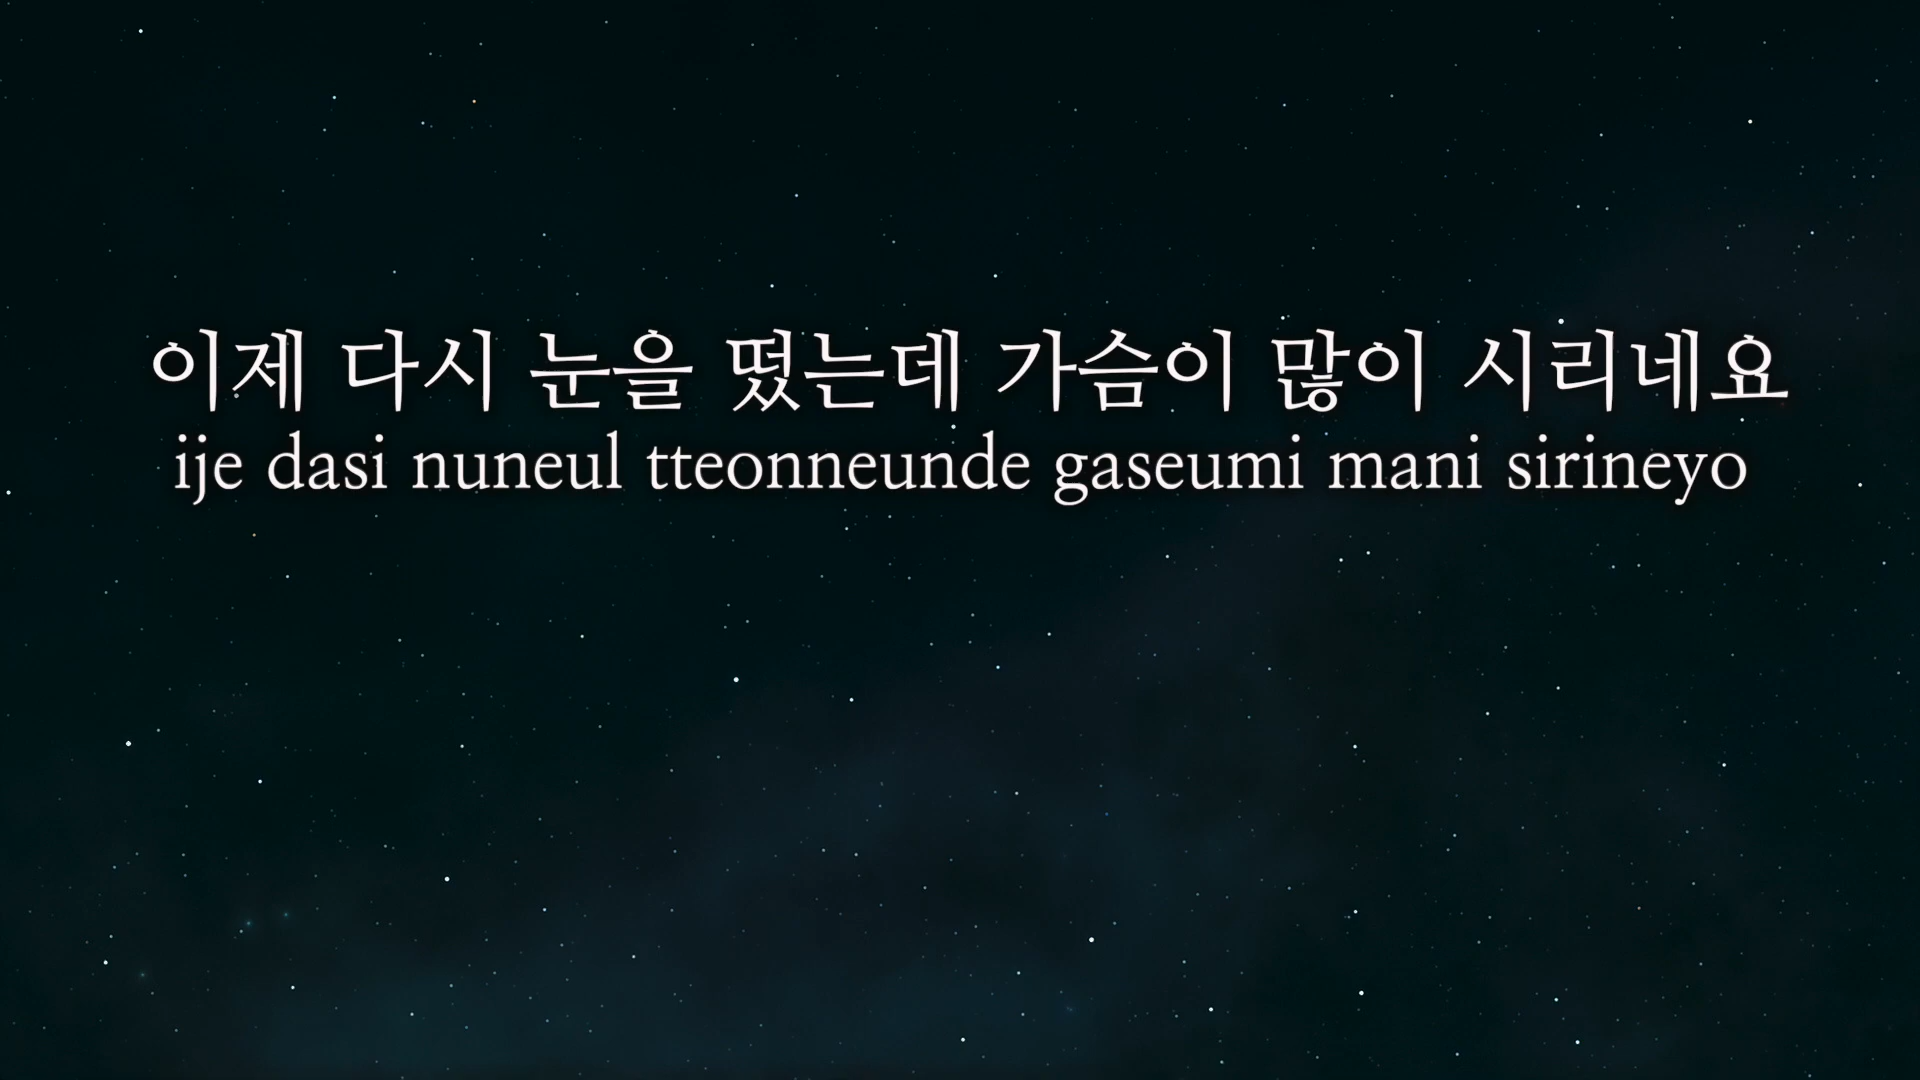 이제 다시 눈을 떴는데 가슴이 많이 시리네요
ije dasi nuneul tteonneunde gaseumi mani sirineyo